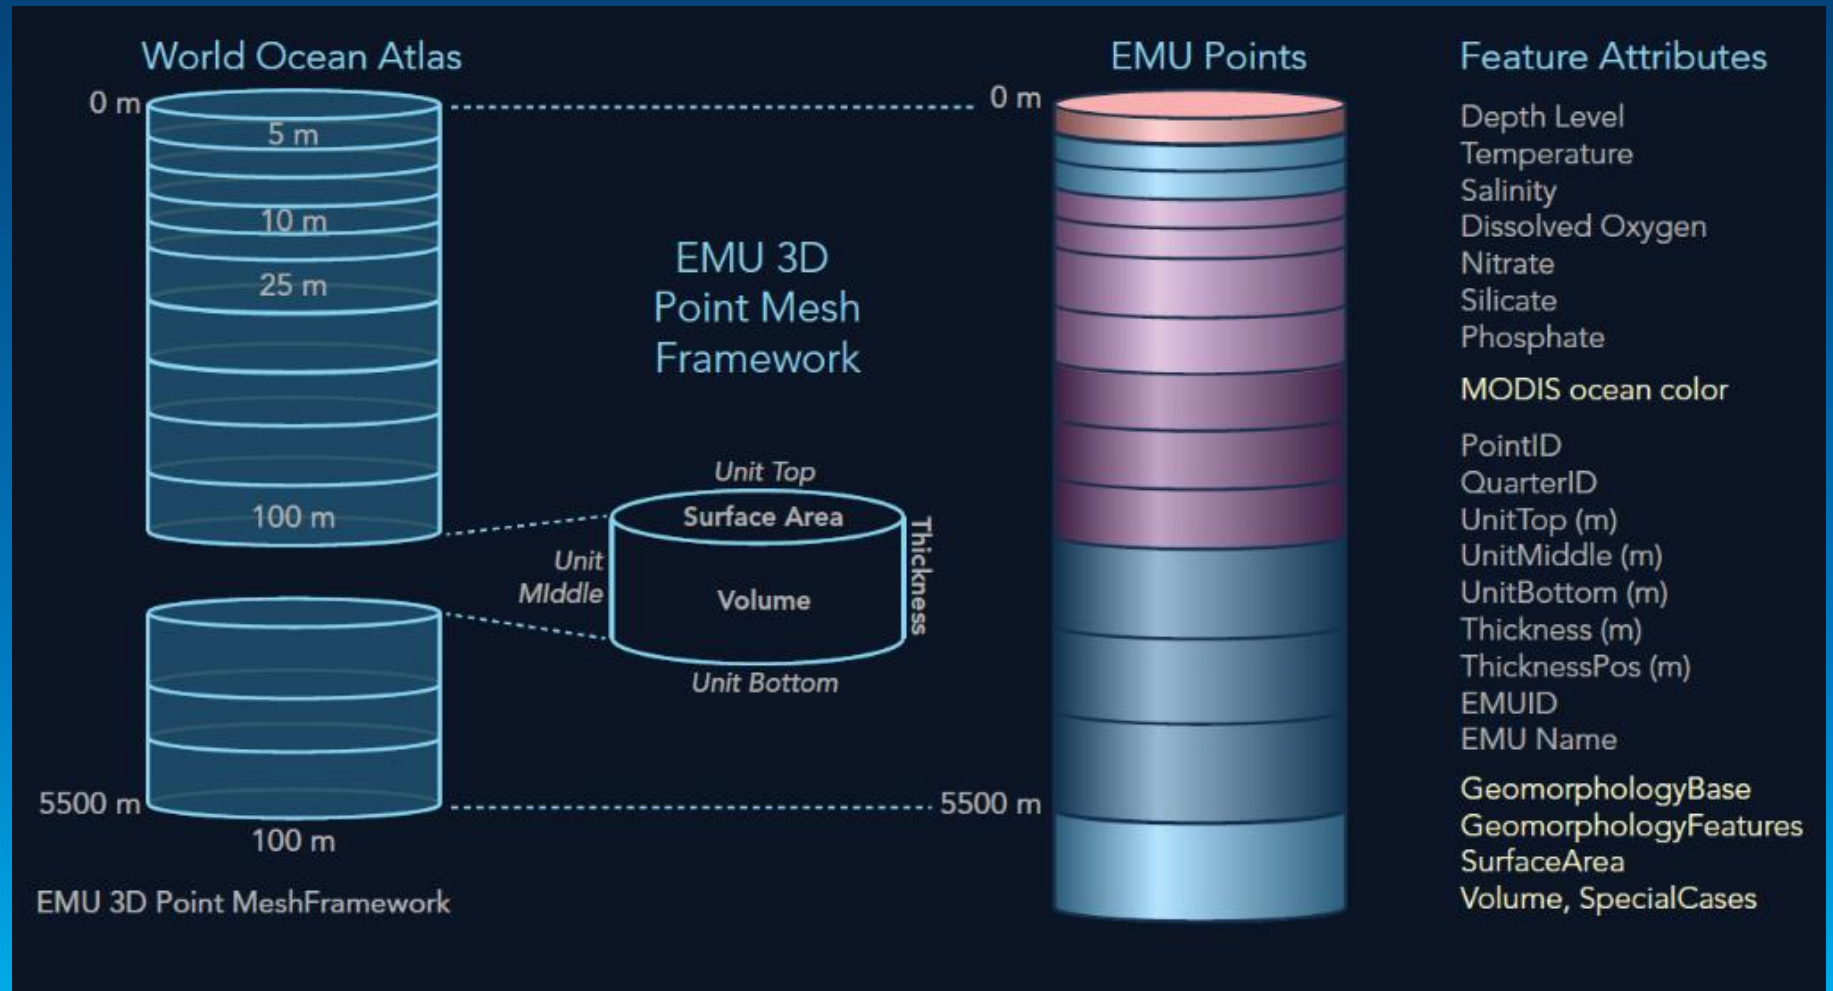 World Ocean Atlas
0 m
5 m
10 m
25 m
100 m
5500 m
100 m
EMU 3D Point MeshFramework
EMU 3D
Point Mesh
Framework
Unit Top
Surface Area
Unit
MIddle
Volume
Thickness
Unit Bottom
EMU Points
0 m
5500 m
Feature Attributes
Depth Level
Temperature
Salinity
Dissolved Oxygen
Nitrate
Silicate
Phosphate
MODIS ocean color
PointID
QuarterID
UnitTop (m)
UnitMiddle (m)
UnitBottom (m)
Thickness (m)
ThicknessPos (m)
EMUID
EMU Name
GeomorphologyBase
GeomorphologyFeatures
SurfaceArea
Volume, SpecialCases